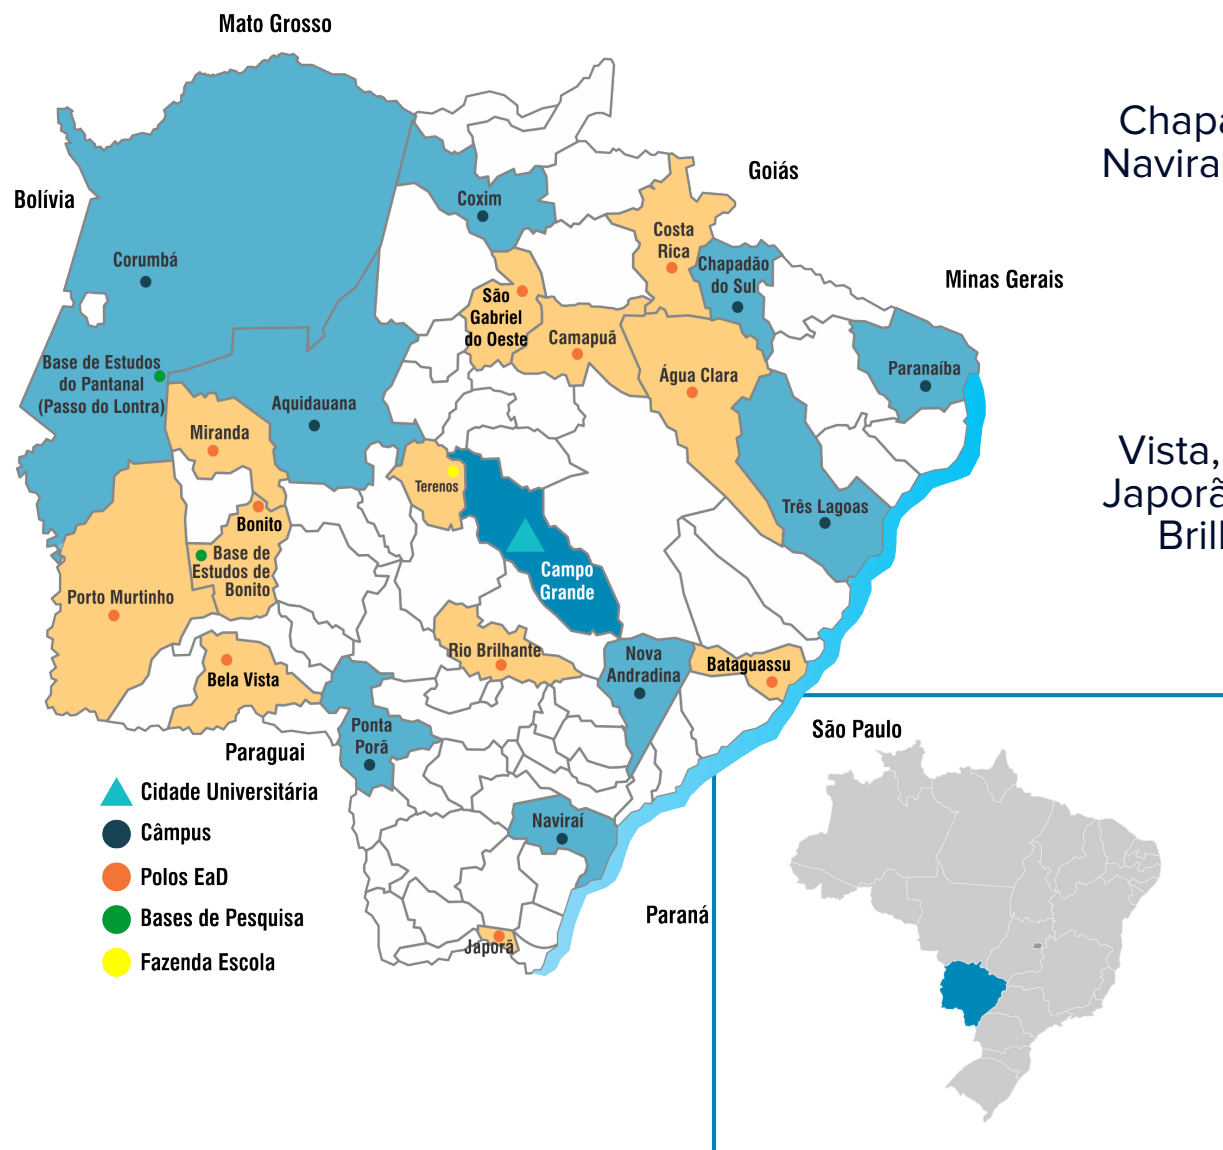 Mato Grosso
Chapa
Navira
Goiás
Bolívia
Coxim
Costa
Rica
Corumbá
Chapadão
do Sul
Minas Gerais
São
Gabriel
do Oeste
Camapuã
Base de Estudos
do Pantanal
(Passo do Lontra)
Água Clara
Paranaíba
Aquidauana
Miranda
Terenos
Vista,
Japorã
Brill
Três Lagoas
Bonito
Base de
Estudos de
Bonito
Campo
Grande
Porto Murtinho
Rio Brilhante
Nova
Andradina
Bataguassu
Bela Vista
Ponta
Porã
Paraguai
São Paulo
Cidade Universitária
Câmpus
Naviraí
Polos EaD
Bases de Pesquisa
Paraná
Japorã
Fazenda Escola